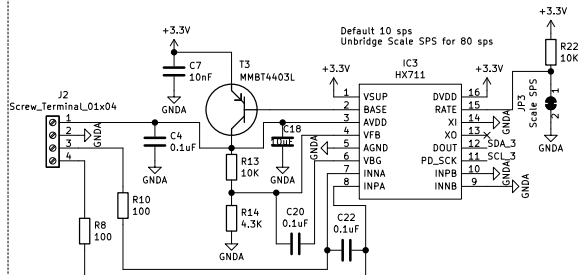 +3.3V
Default 10 sps
Unbridge Scale SPS for 80 sps
+3.3V
R22
10K
C7
10nF
GNDA
T3
MMBT4403L
+3.3V
IC3
HX711
+3.3V
JP3
Scale SPS
1
2
GNDA
J2
Screw_Terminal_01x04
1
2
3
4
GNDA
C4
0.1uF
GNDA
C18
10uF
GNDA
1 VSUP
2 BASE
3 AVDD
4 VFB
5 AGND
6 VBG
7 INNA
8 INPA
DVDD 16
RATE 15
XI 14
XO 13
DOUT 12
PD_SCK 11
INPB 10
INNB 9
GNDA
SDA_3
SCL_3
GNDA
GNDA
GNDA
R13
10K
R14
4.3K
GNDA
C20
0.1uF
C22
0.1uF
R10
100
R8
100